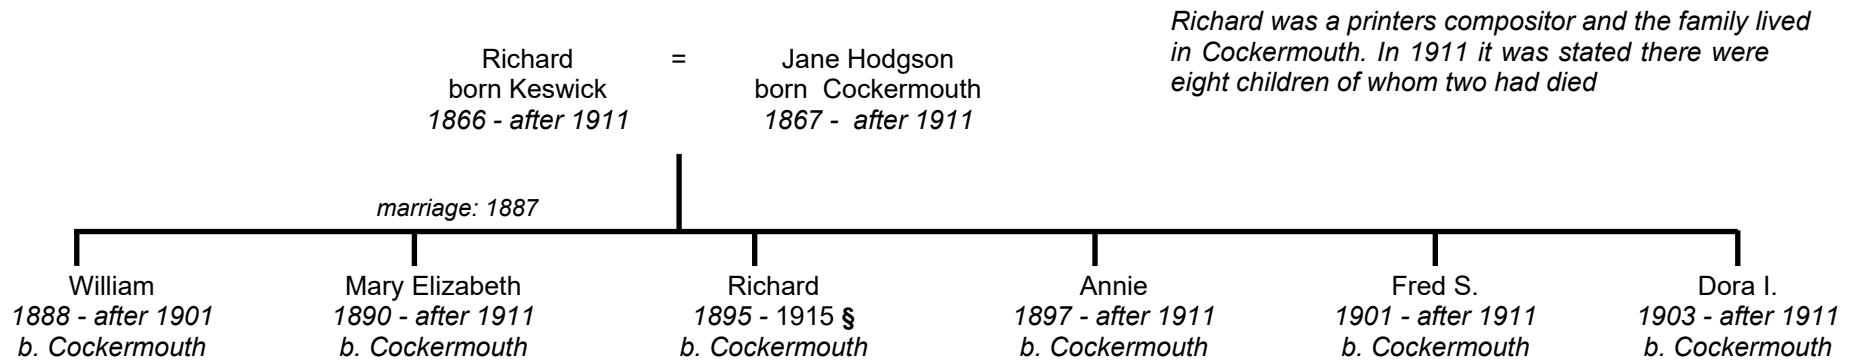 Richard was a printers compositor and the family lived
in Cockermouth. In 1911 it was stated there were
eight children of whom two had died
Richard = Jane Hodgson
born Keswick born Cockermouth
1866 - after 1911 1867 - after 1911
marriage: 1887
William Mary Elizabeth Richard Annie Fred S. Dora I.
1888 - after 1901 1890 - after 1911 1895 - 1915 § 1897 - after 1911 1901 - after 1911 1903 - after 1911
b. Cockermouth b. Cockermouth b. Cockermouth b. Cockermouth b. Cockermouth b. Cockermouth